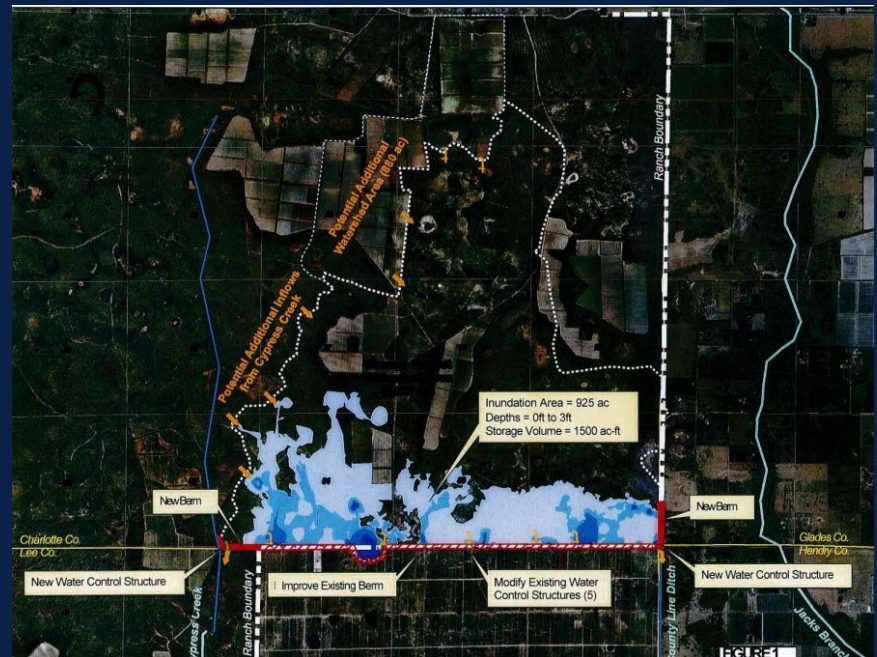 Ranch Boundary
Potential Additional
Watershed Area (680 ac)
Potential Additional Inflows
from Cypress Creek
Inundation Area = 925 ac
Depths = 0ft to 3ft
Storage Volume = 1500 ac-ft
New Berm
New Berm
Charlotte Co.
Lee Co.
Glades Co.
Hendry Co.
New Water Control Structure
Improve Existing Berm
Modify Existing Water
Control Structures (5)
New Water Control Structure
ypress Creek
Ranch Boundary
ounty Line Ditch
Jacks Branch
FIGURE 1